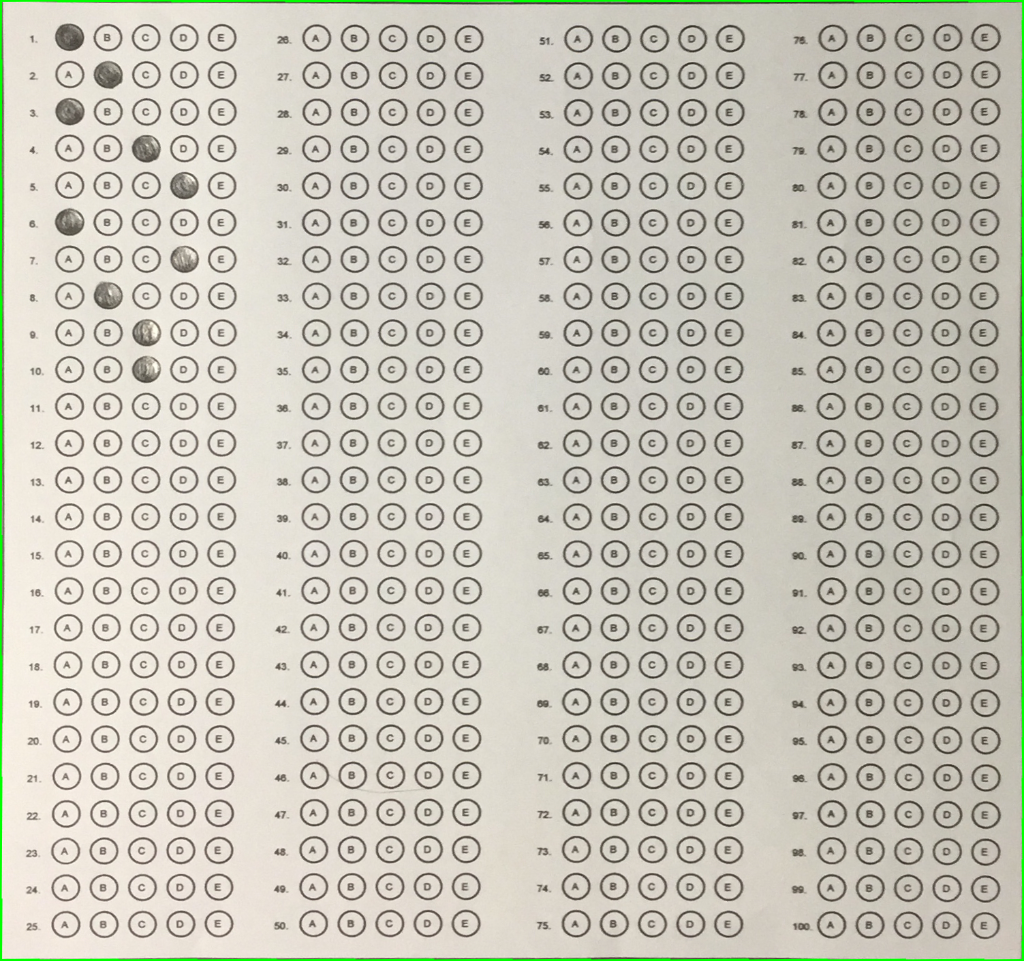 1. B C D E
2. A C D E
3. B C D E
4. A B D E
5. A B C E
6. B C D E
7. A B C E
8. A C D E
9. A B D E
10. A B D E
11. A B C D E
12. A B C D E
13. A B C D E
14. A B C D E
15. A B C D E
16. A B C D E
17. A B C D E
18. A B C D E
19. A B C D E
20. A B C D E
21. A B C D E
22. A B C D E
23. A B C D E
24. A B C D E
25. A B C D E
26. A B C D E
27. A B C D E
28. A B C D E
29. A B C D E
30. A B C D E
31. A B C D E
32. A B C D E
33. A B C D E
34. A B C D E
35. A B C D E
36. A B C D E
37. A B C D E
38. A B C D E
39. A B C D E
40. A B C D E
41. A B C D E
42. A B C D E
43. A B C D E
44. A B C D E
45. A B C D E
46. A B C D E
47. A B C D E
48. A B C D E
49. A B C D E
50. A B C D E
51. A B C D E
52. A B C D E
53. A B C D E
54. A B C D E
55. A B C D E
56. A B C D E
57. A B C D E
58. A B C D E
59. A B C D E
60. A B C D E
61. A B C D E
62. A B C D E
63. A B C D E
64. A B C D E
65. A B C D E
66. A B C D E
67. A B C D E
68. A B C D E
69. A B C D E
70. A B C D E
71. A B C D E
72. A B C D E
73. A B C D E
74. A B C D E
75. A B C D E
76. A B C D E
77. A B C D E
78. A B C D E
79. A B C D E
80. A B C D E
81. A B C D E
82. A B C D E
83. A B C D E
84. A B C D E
85. A B C D E
86. A B C D E
87. A B C D E
88. A B C D E
89. A B C D E
90. A B C D E
91. A B C D E
92. A B C D E
93. A B C D E
94. A B C D E
95. A B C D E
96. A B C D E
97. A B C D E
98. A B C D E
99. A B C D E
100. A B C D E